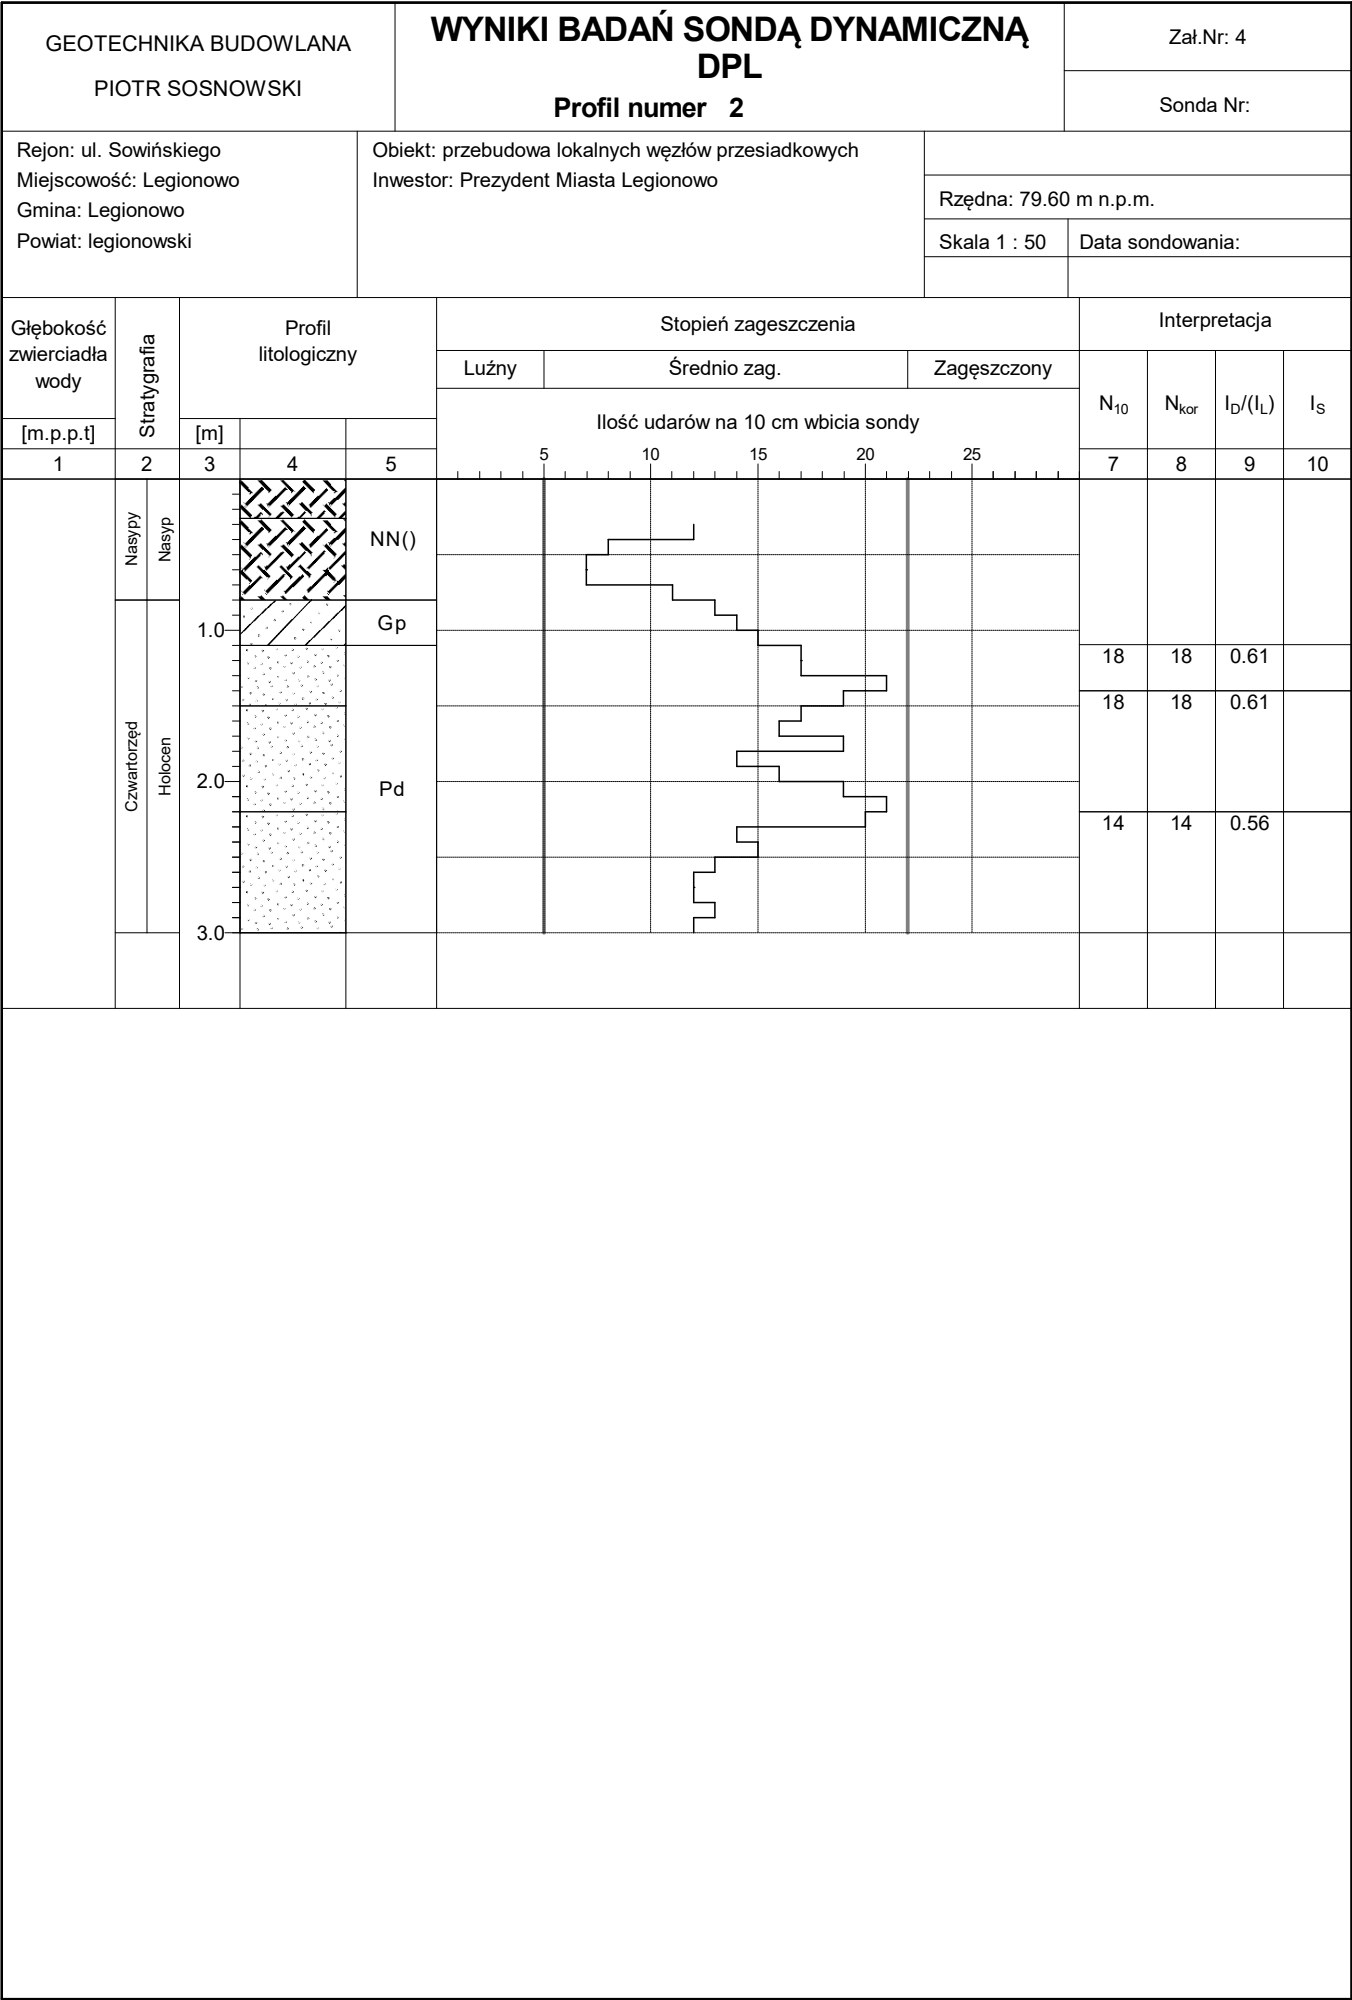 GEOTECHNIKA BUDOWLANA
PIOTR SOSNOWSKI
WYNIKI BADAŃ SONDĄ DYNAMICZNĄ
DPL
Profil numer 2
Zał.Nr: 4
Sonda Nr:
Rejon: ul. Sowińskiego
Miejscowość: Legionowo
Gmina: Legionowo
Powiat: legionowski
Obiekt: przebudowa lokalnych węzłów przesiadkowych
Inwestor: Prezydent Miasta Legionowo
Rzędna: 79.60 m n.p.m.
Skala 1 : 50
Data sondowania:
Głębokość
zwierciadła
wody
[m.p.p.t]
Stratygrafia
Profil
litologiczny
[m]
Stopień zageszczenia
Luźny
Średnio zag.
Zagęszczony
Ilość udarów na 10 cm wbicia sondy
5 10 15 20 25
Interpretacja
N10 Nkor ID/(IL) IS
1 2 3 4 5 7 8 9 10
Nasypy
Nasyp
NN()
Gp
1.0
18 18 0.61
18 18 0.61
Czwartorzęd
Holocen
2.0
Pd
14 14 0.56
3.0